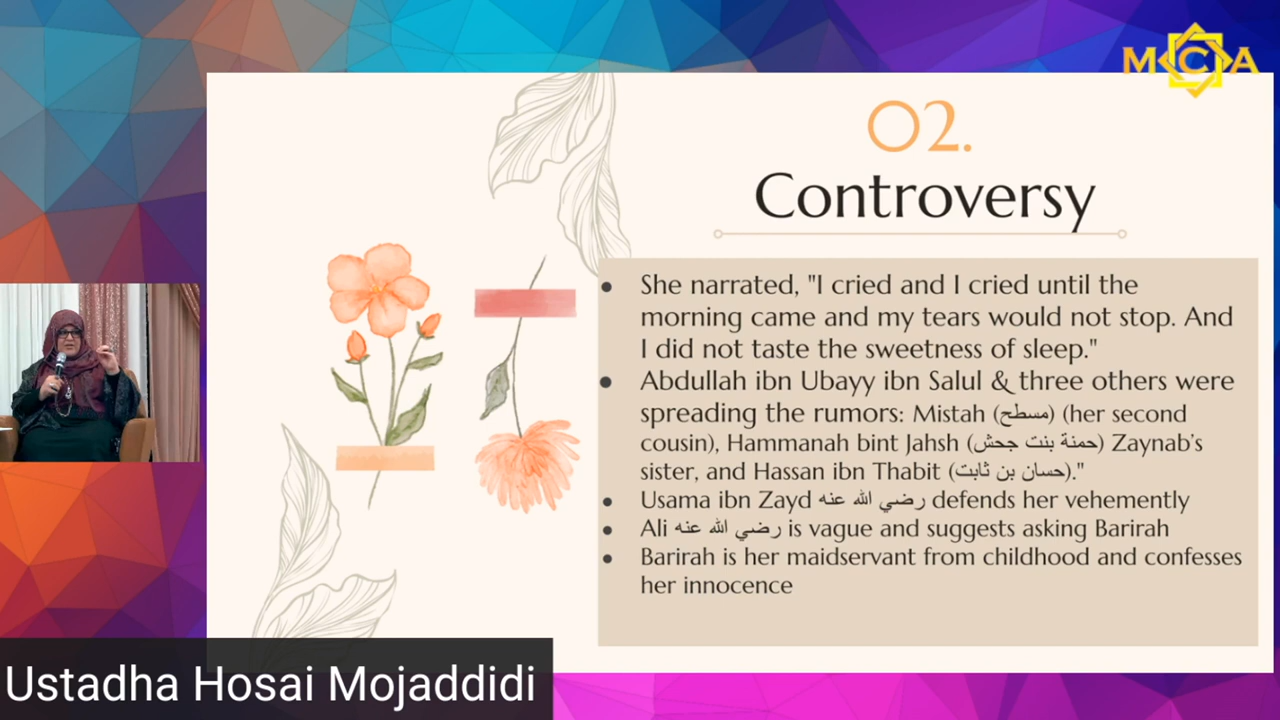 MCA
02.
Controversy
● She narrated, "I cried and I cried until the
morning came and my tears would not stop. And
I did not taste the sweetness of sleep."
● Abdullah ibn Ubayy ibn Salul & three others were
spreading the rumors: Mistah (مسطح) (her second
cousin), Hammanah bint Jahsh (حمنة بنت جحش) Zaynab's
sister, and Hassan ibn Thabit (حسان بن ثابت)."
● Usama ibn Zayd رضي الله عنه defends her vehemently
● Ali رضي الله عنه is vague and suggests asking Barirah
● Barirah is her maidservant from childhood and confesses
her innocence
Ustadha Hosai Mojaddidi